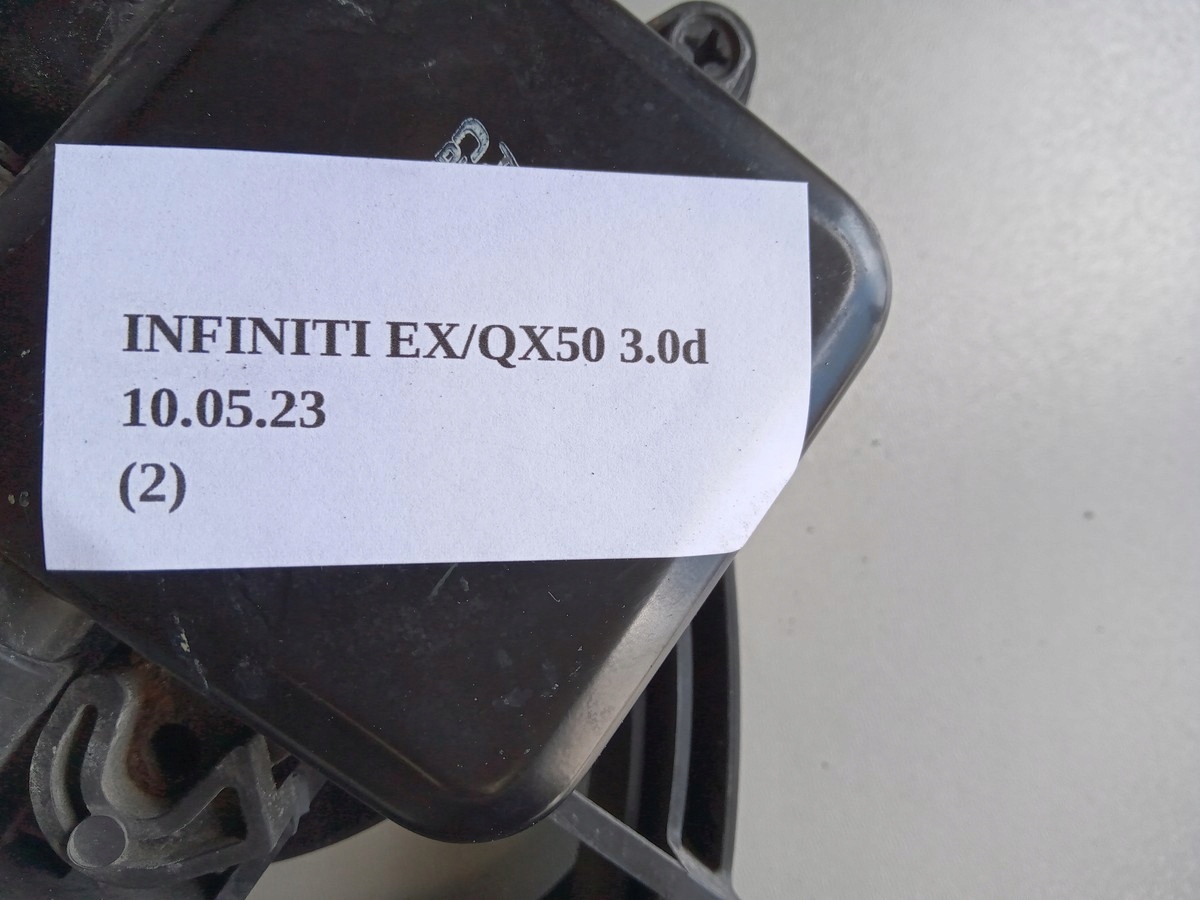 INFINITI EX/QX50 3.0d
10.05.23
(2)